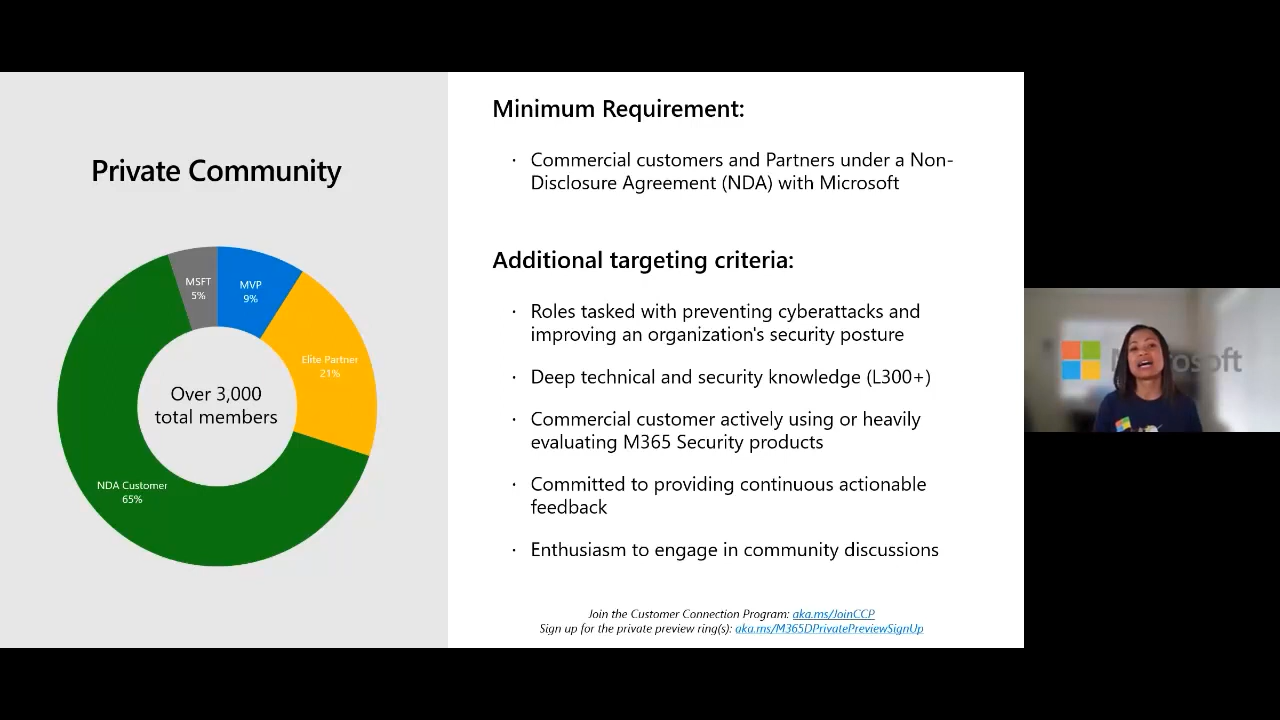 Private Community
MSFT
5%
MVP
9%
Elite Partner
21%
Over 3,000
total members
NDA Customer
65%
Minimum Requirement:
· Commercial customers and Partners under a Non-
Disclosure Agreement (NDA) with Microsoft
Additional targeting criteria:
· Roles tasked with preventing cyberattacks and
improving an organization's security posture
· Deep technical and security knowledge (L300+)
· Commercial customer actively using or heavily
evaluating M365 Security products
· Committed to providing continuous actionable
feedback
· Enthusiasm to engage in community discussions
Join the Customer Connection Program: aka.ms/JoinCCP
Sign up for the private preview ring(s): aka.ms/M365DPrivatePreviewSignUp